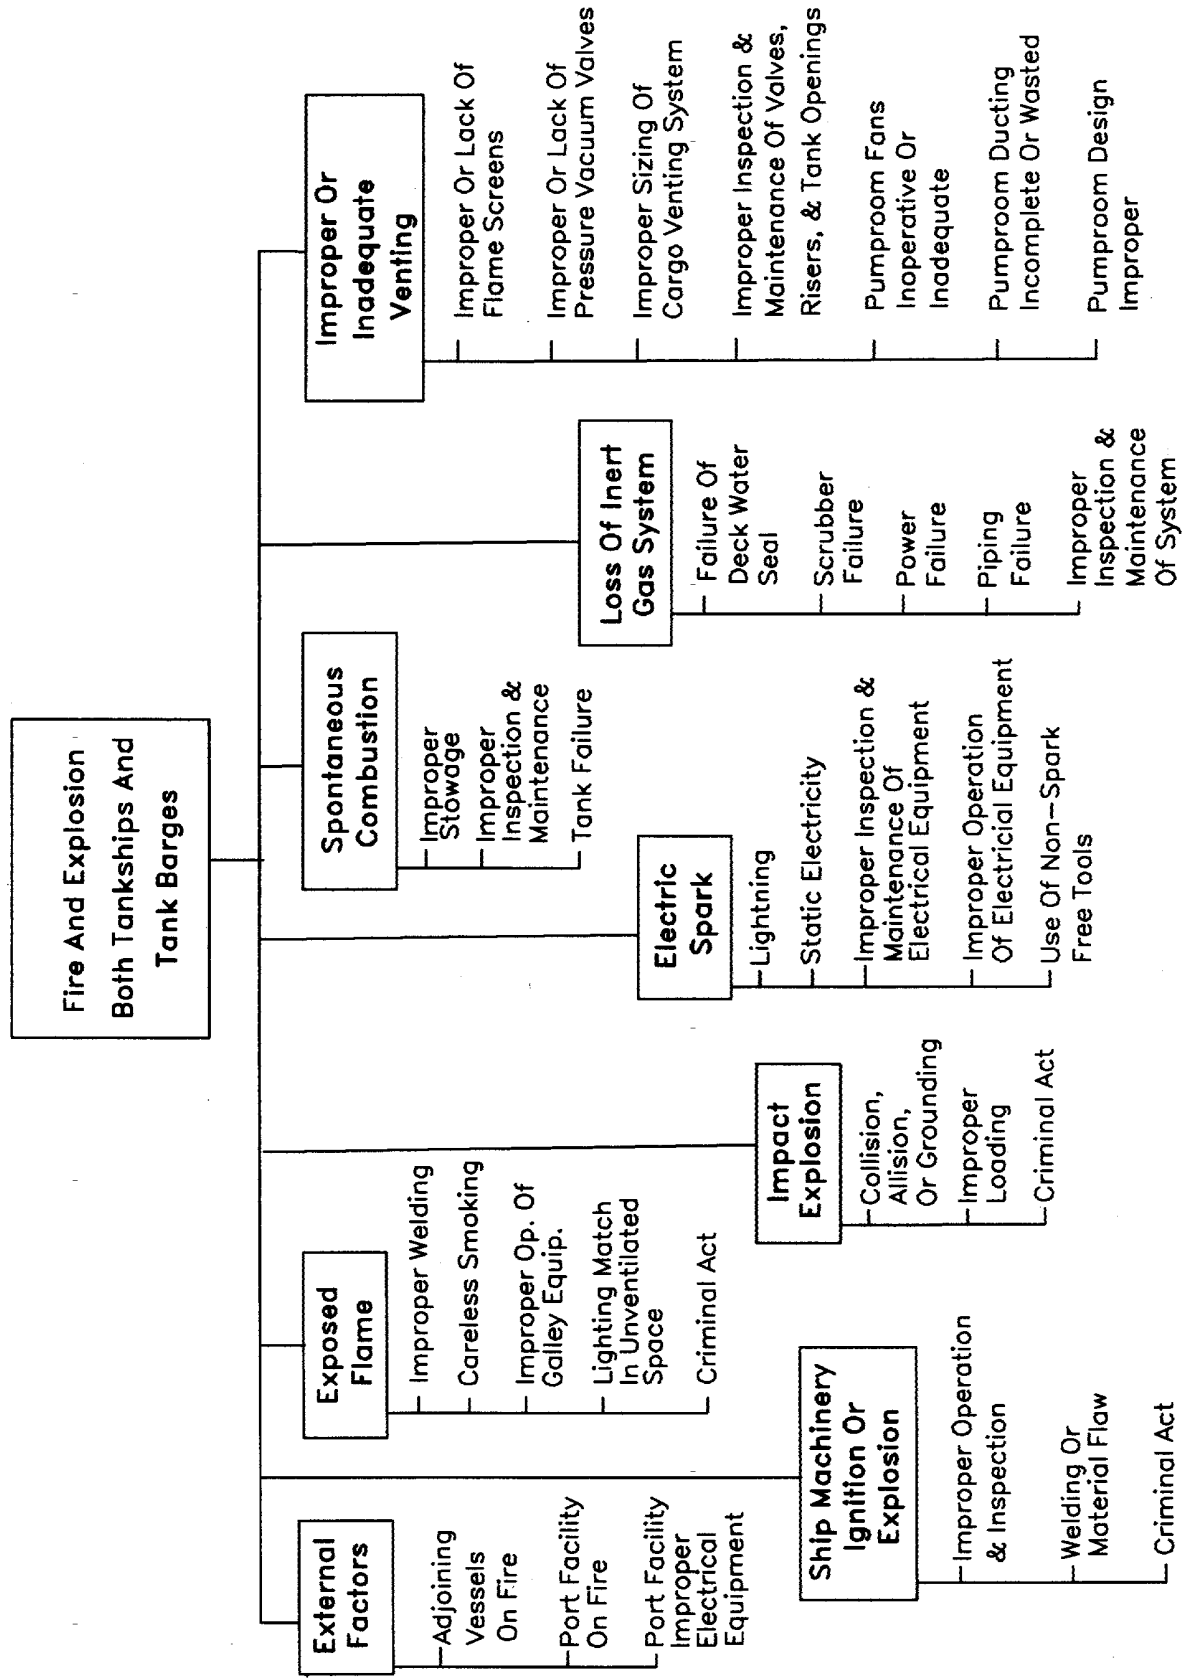 Fire And Explosion
Both Tankships And
Tank Barges
External
Factors
Adjoining
Vessels
On Fire
Port Facility
On Fire
Port Facility
Improper
Electrical
Equipment
Ship Machinery
Ignition Or
Explosion
Improper Operation
& Inspection
Welding Or
Material Flaw
Criminal Act
Exposed
Flame
Improper Welding
Careless Smoking
Improper Op. Of
Galley Equip.
Lighting Match
In Unventilated
Space
Criminal Act
Impact
Explosion
Collision,
Allision,
Or Grounding
Improper
Loading
Criminal Act
Electric
Spark
Lightning
Static Electricity
Improper Inspection &
Maintenance Of
Electrical Equipment
Improper Operation
Of Electricial Equipment
Use Of Non-Spark
Free Tools
Spontaneous
Combustion
Improper
Stowage
Improper
Inspection &
Maintenance
Tank Failure
Loss Of Inert
Gas System
Failure Of
Deck Water
Seal
Scrubber
Failure
Power
Failure
Piping
Failure
Improper
Inspection &
Maintenance
Of System
Improper Or
Inadequate
Venting
Improper Or Lack Of
Flame Screens
Improper Or Lack Of
Pressure Vacuum Valves
Improper Sizing Of
Cargo Venting System
Improper Inspection &
Maintenance Of Valves,
Risers, & Tank Openings
Pumproom Fans
Inoperative Or
Inadequate
Pumproom Ducting
Incomplete Or Wasted
Pumproom Design
Improper